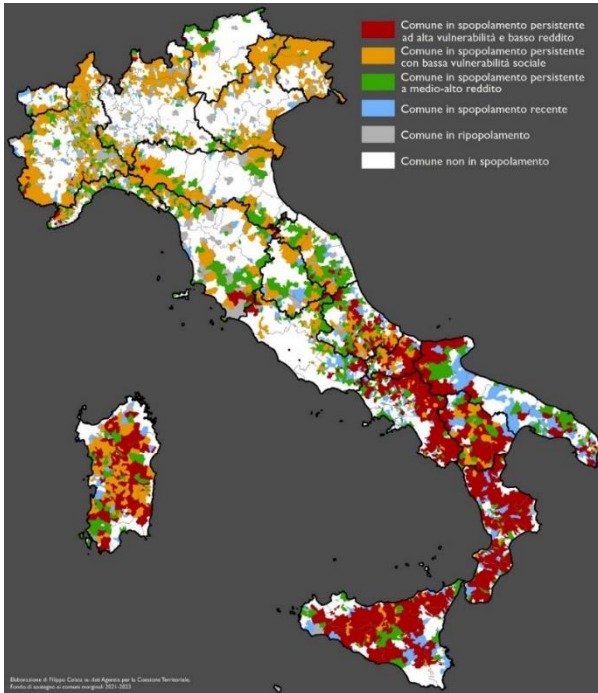 Comune in spopolamento persistente
ad alta vulnerabilità e basso reddito
Comune in spopolamento persistente
con bassa vulnerabilità sociale
Comune in spopolamento persistente
a medio-alto reddito
Comune in spopolamento recente
Comune in ripopolamento
Comune non in spopolamento
Elaborazione di Filippo Celata su dati Agenzia per la Coesione Territoriale,
Fondo di sostegno ai comuni marginali 2021-2023